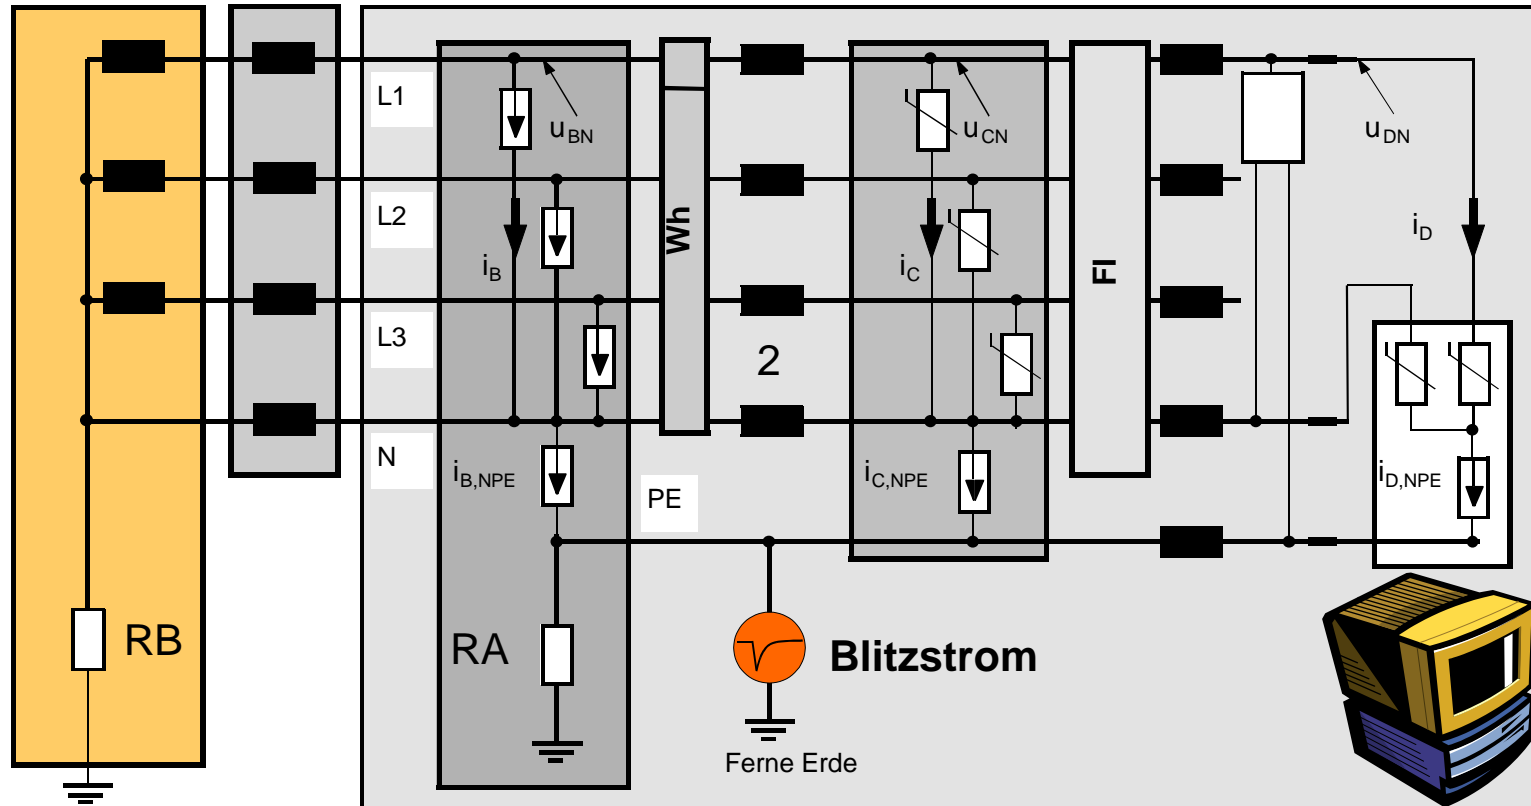 L1
u_BN
u_CN
u_DN
L2
Wh
i_B
i_C
FI
i_D
L3
2
N
i_B,NPE
PE
i_C,NPE
i_D,NPE
RB
RA
Blitzstrom
Ferne Erde